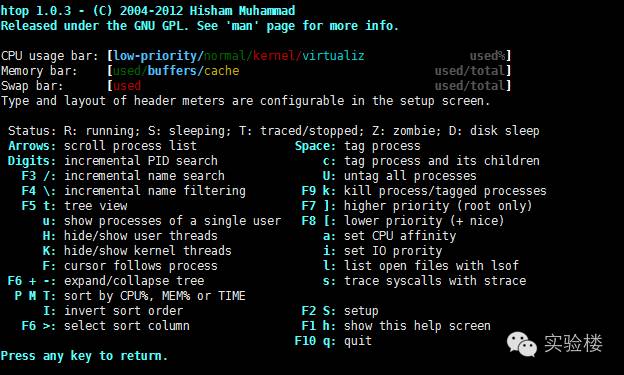 htop 1.0.3 - (C) 2004-2012 Hisham Muhammad
Released under the GNU GPL. See 'man' page for more info.
CPU usage bar: [low-priority/normal/kernel/virtualiz used%]
Memory bar: [used/buffers/cache used/total]
Swap bar: [used used/total]
Type and layout of header meters are configurable in the setup screen.
Status: R: running; S: sleeping; T: traced/stopped; Z: zombie; D: disk sleep
Arrows: scroll process list Space: tag process
Digits: incremental PID search c: tag process and its children
F3 /: incremental name search U: untag all processes
F4 \: incremental name filtering F9 k: kill process/tagged processes
F5 t: tree view F7 ]: higher priority (root only)
u: show processes of a single user F8 [: lower priority (+ nice)
H: hide/show user threads a: set CPU affinity
K: hide/show kernel threads i: set IO prority
F: cursor follows process l: list open files with lsof
F6 + -: expand/collapse tree s: trace syscalls with strace
P M T: sort by CPU%, MEM% or TIME
I: invert sort order F2 S: setup
F6 >: select sort column F1 h: show this help screen
F10 q: quit
Press any key to return.
实验楼